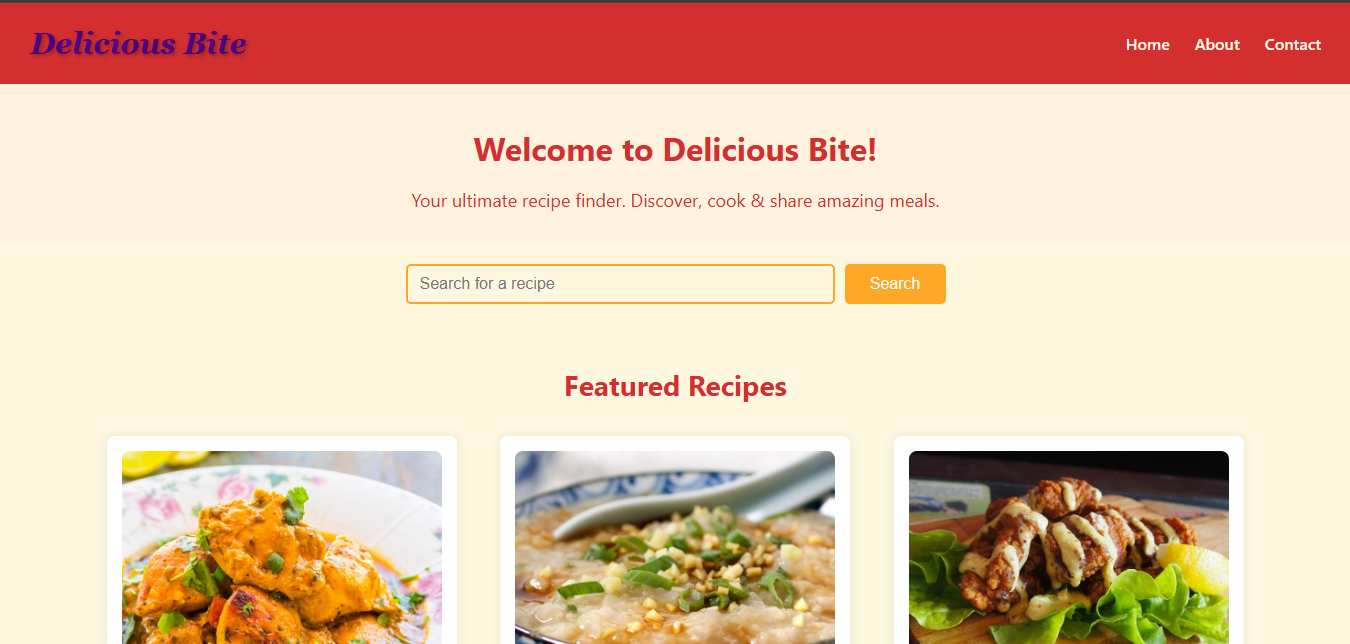 Delicious Bite
Home About Contact
Welcome to Delicious Bite!
Your ultimate recipe finder. Discover, cook & share amazing meals.
Search for a recipe Search
Featured Recipes